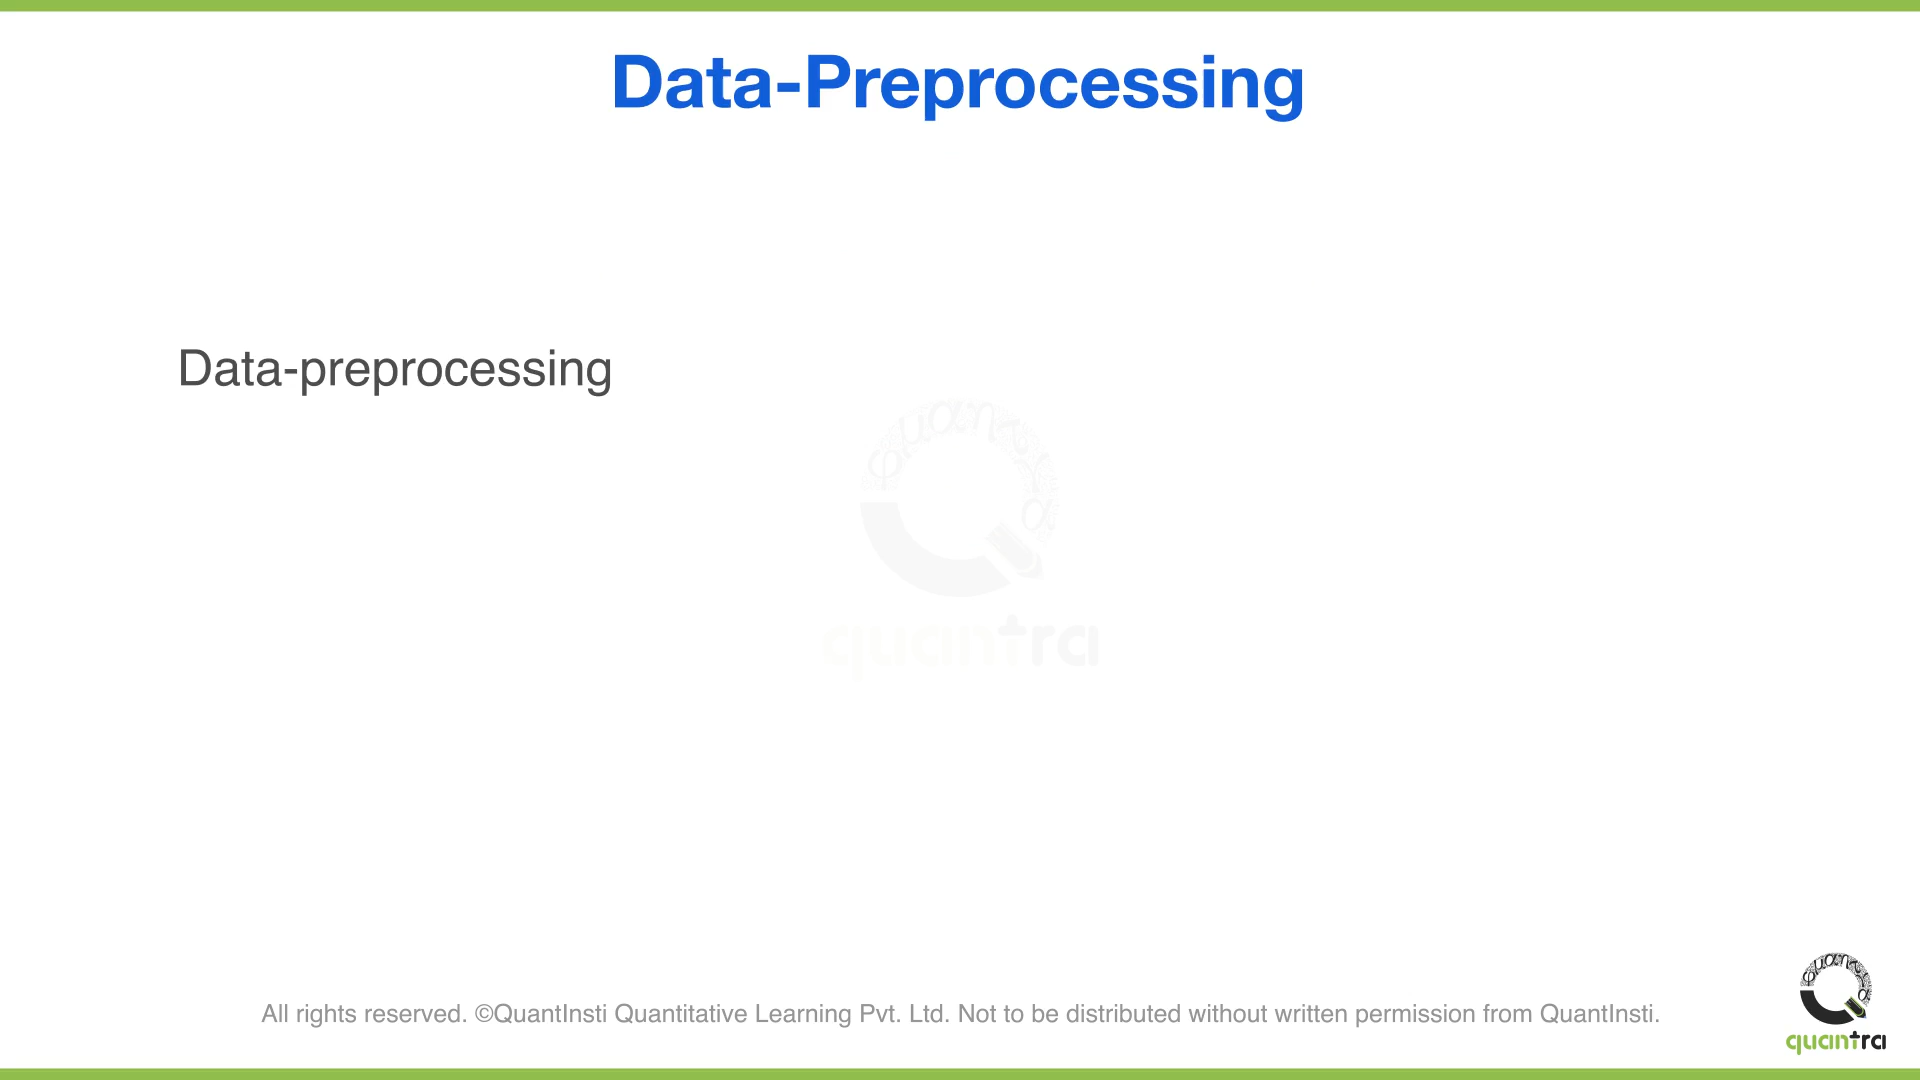 Data-Preprocessing
Data-preprocessing
quantra
All rights reserved. ©QuantInsti Quantitative Learning Pvt. Ltd. Not to be distributed without written permission from QuantInsti.
quantra